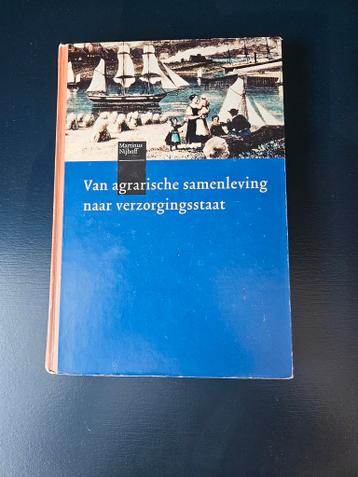 Martinus
Nijhoff
Van agrarische samenleving
naar verzorgingsstaat